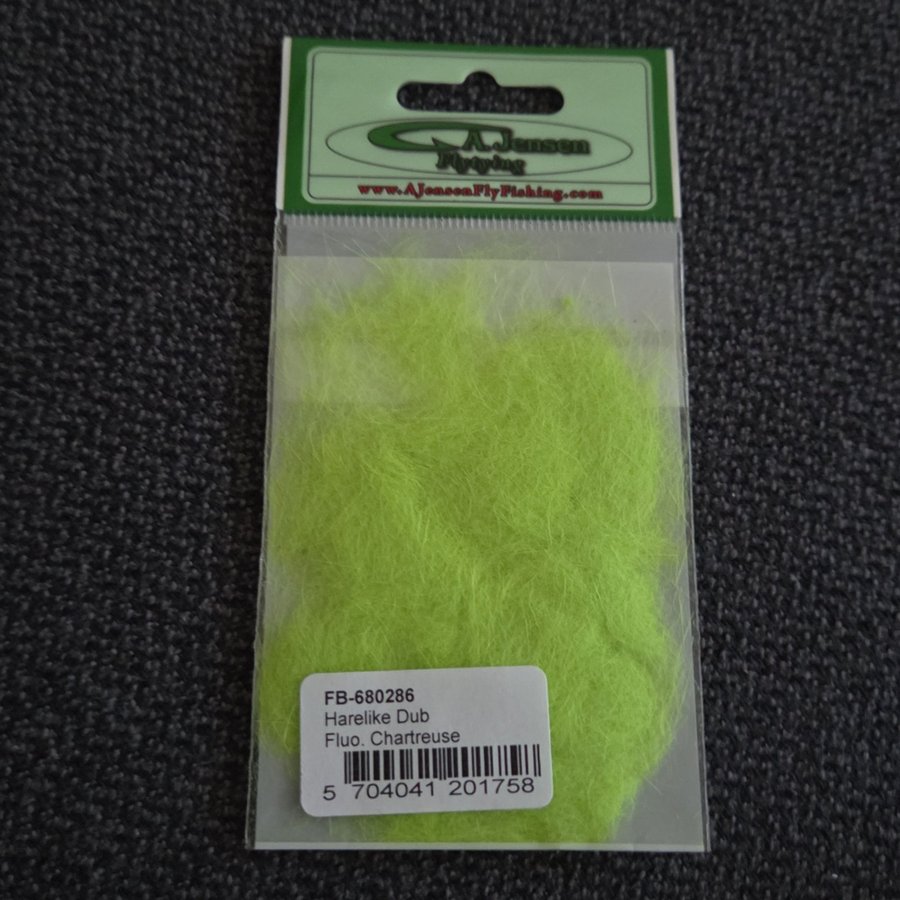 A Jensen
Flytying
www.AJensenFlyFishing.com
FB-680286
Harelike Dub
Fluo. Chartreuse
5 704041 201758